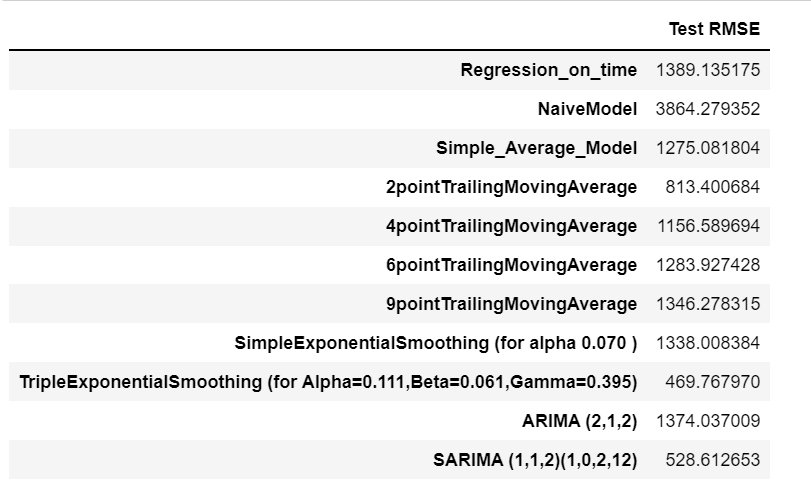 Test RMSE
Regression_on_time 1389.135175
NaiveModel 3864.279352
Simple_Average_Model 1275.081804
2pointTrailingMovingAverage 813.400684
4pointTrailingMovingAverage 1156.589694
6pointTrailingMovingAverage 1283.927428
9pointTrailingMovingAverage 1346.278315
SimpleExponentialSmoothing (for alpha 0.070 ) 1338.008384
TripleExponentialSmoothing (for Alpha=0.111,Beta=0.061,Gamma=0.395) 469.767970
ARIMA (2,1,2) 1374.037009
SARIMA (1,1,2)(1,0,2,12) 528.612653